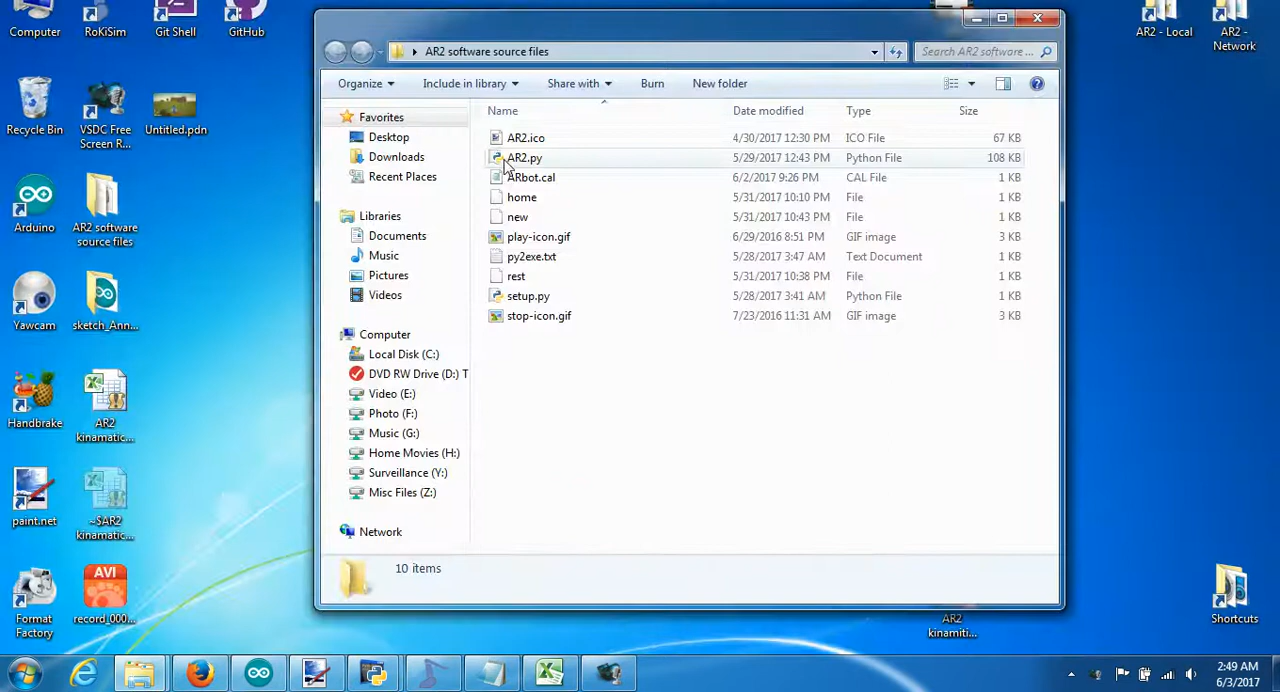 Computer
RoKiSim
Git Shell
GitHub
AR2 - Local
AR2 -
Network
Recycle Bin
VSDC Free
Screen R...
Untitled.pdn
Arduino
AR2 software
source files
Yawcam
sketch_Ann...
Handbrake
AR2
kinamatic...
paint.net
~$AR2
kinamatic...
Format
Factory
AVI
record_000...
AR2
kinamiti...
Shortcuts
AR2 software source files
Search AR2 software ...
Organize
Include in library
Share with
Burn
New folder
Favorites
Desktop
Downloads
Recent Places
Libraries
Documents
Music
Pictures
Videos
Computer
Local Disk (C:)
DVD RW Drive (D:) T
Video (E:)
Photo (F:)
Music (G:)
Home Movies (H:)
Surveillance (Y:)
Misc Files (Z:)
Network
Name Date modified Type Size
AR2.ico 4/30/2017 12:30 PM ICO File 67 KB
AR2.py 5/29/2017 12:43 PM Python File 108 KB
ARbot.cal 6/2/2017 9:26 PM CAL File 1 KB
home 5/31/2017 10:10 PM File 1 KB
new 5/31/2017 10:43 PM File 1 KB
play-icon.gif 6/29/2016 8:51 PM GIF image 3 KB
py2exe.txt 5/28/2017 3:47 AM Text Document 1 KB
rest 5/31/2017 10:38 PM File 1 KB
setup.py 5/28/2017 3:41 AM Python File 1 KB
stop-icon.gif 7/23/2016 11:31 AM GIF image 3 KB
10 items
2:49 AM
6/3/2017